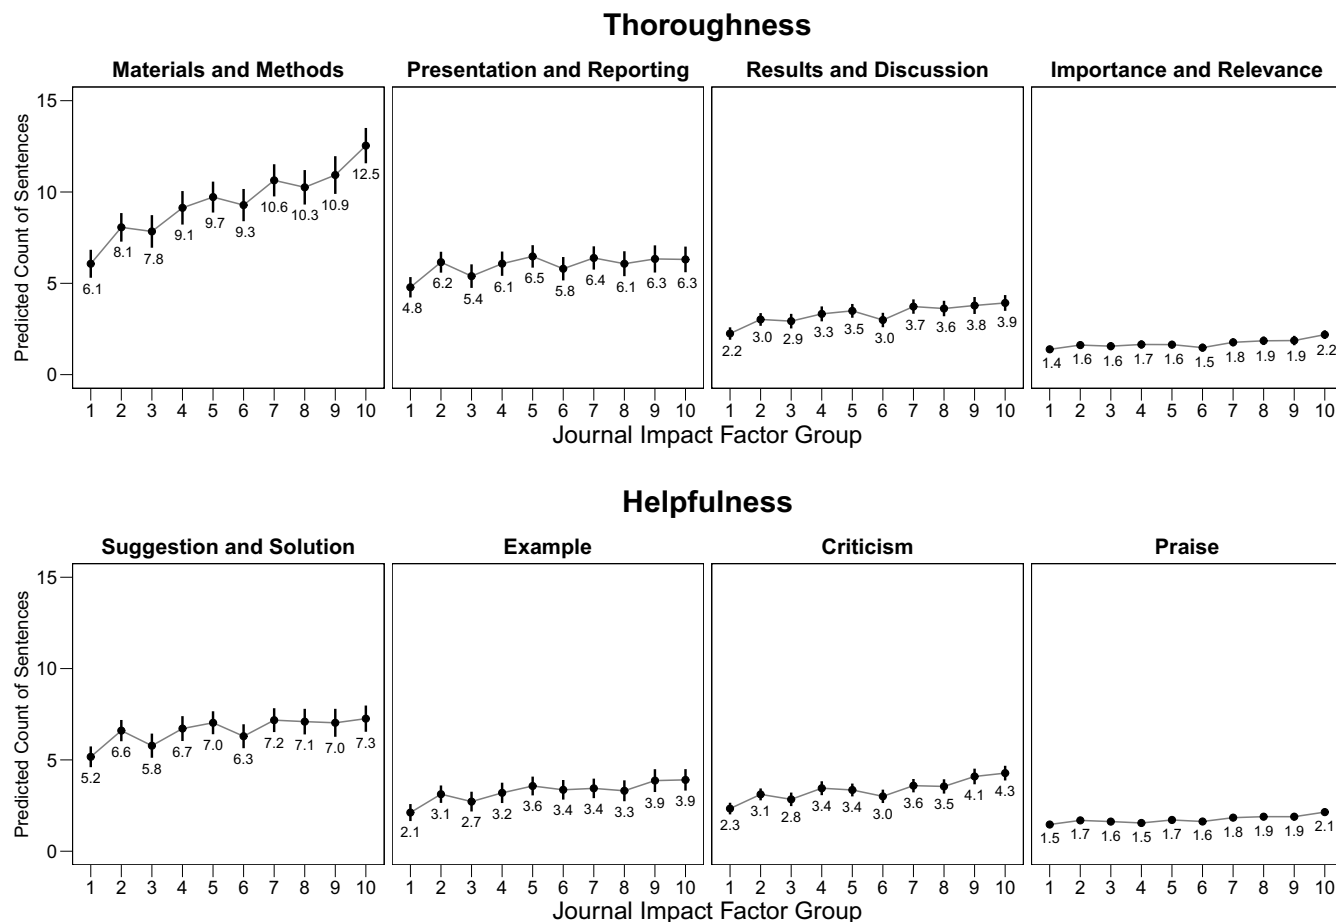 Thoroughness
Materials and Methods
Presentation and Reporting
Results and Discussion
Importance and Relevance
Predicted Count of Sentences
15
10
5
0
6.1 8.1 7.8 9.1 9.7 9.3 10.6 10.3 10.9 12.5
4.8 6.2 5.4 6.1 6.5 5.8 6.4 6.1 6.3 6.3
2.2 3.0 2.9 3.3 3.5 3.0 3.7 3.6 3.8 3.9
1.4 1.6 1.6 1.7 1.6 1.5 1.8 1.9 1.9 2.2
1 2 3 4 5 6 7 8 9 10
1 2 3 4 5 6 7 8 9 10
1 2 3 4 5 6 7 8 9 10
1 2 3 4 5 6 7 8 9 10
Journal Impact Factor Group
Helpfulness
Suggestion and Solution
Example
Criticism
Praise
Predicted Count of Sentences
15
10
5
0
5.2 6.6 5.8 6.7 7.0 6.3 7.2 7.1 7.0 7.3
2.1 3.1 2.7 3.2 3.6 3.4 3.4 3.3 3.9 3.9
2.3 3.1 2.8 3.4 3.4 3.0 3.6 3.5 4.1 4.3
1.5 1.7 1.6 1.5 1.7 1.6 1.8 1.9 1.9 2.1
1 2 3 4 5 6 7 8 9 10
1 2 3 4 5 6 7 8 9 10
1 2 3 4 5 6 7 8 9 10
1 2 3 4 5 6 7 8 9 10
Journal Impact Factor Group